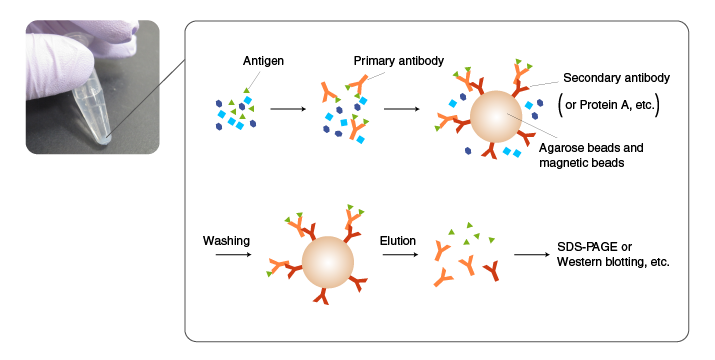 Antigen
Primary antibody
Secondary antibody
(or Protein A, etc.)
Agarose beads and
magnetic beads
Washing
Elution
SDS-PAGE or
Western blotting, etc.